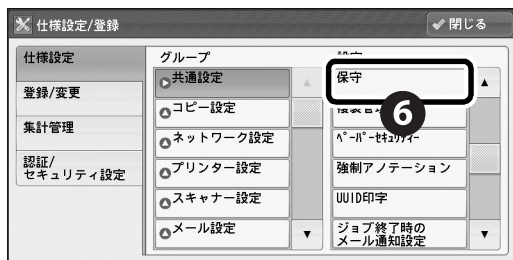 仕様設定/登録
閉じる
仕様設定
登録/変更
集計管理
認証/
セキュリティ設定
グループ
共通設定
コピー設定
ネットワーク設定
プリンター設定
スキャナー設定
メール設定
保守
6
ペーパーセキュリティー
強制アノテーション
UUID印字
ジョブ終了時の
メール通知設定